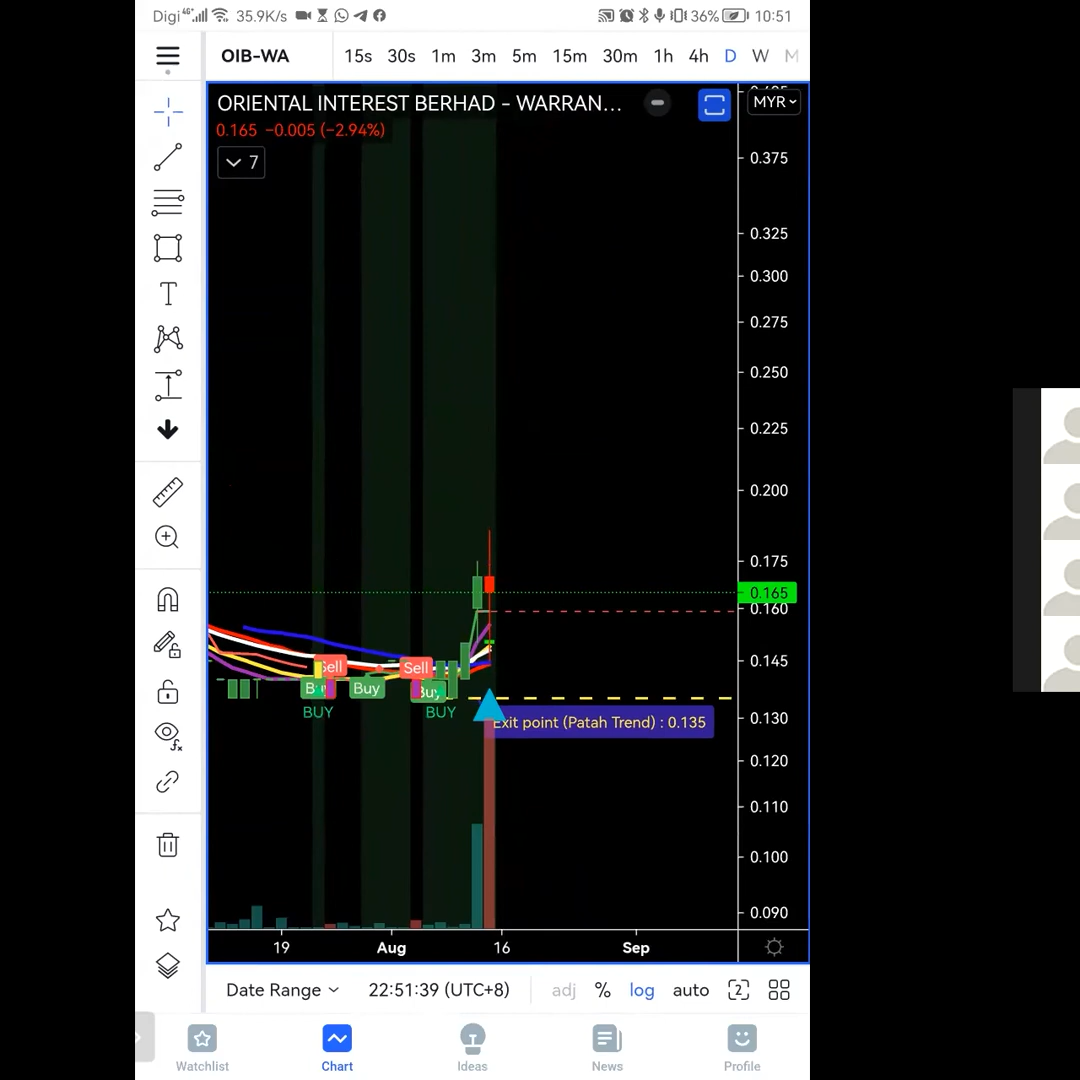 Digi 4G 35.9K/s 36% 10:51
OIB-WA 15s 30s 1m 3m 5m 15m 30m 1h 4h D W M
ORIENTAL INTEREST BERHAD - WARRAN... MYR
0.165 −0.005 (−2.94%)
7
T
0.375
0.325
0.300
0.275
0.250
0.225
0.200
0.175
0.165
0.160
0.145
Sell Sell
Buy Buy Buy
BUY BUY
Exit point (Patah Trend) : 0.135
0.130
0.120
0.110
0.100
0.090
19 Aug 16 Sep
Date Range 22:51:39 (UTC+8) adj % log auto 2
Watchlist Chart Ideas News Profile